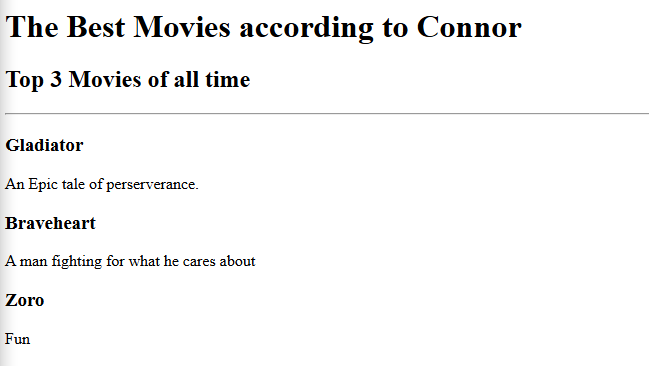 The Best Movies according to Connor
Top 3 Movies of all time
Gladiator
An Epic tale of perserverance.
Braveheart
A man fighting for what he cares about
Zoro
Fun